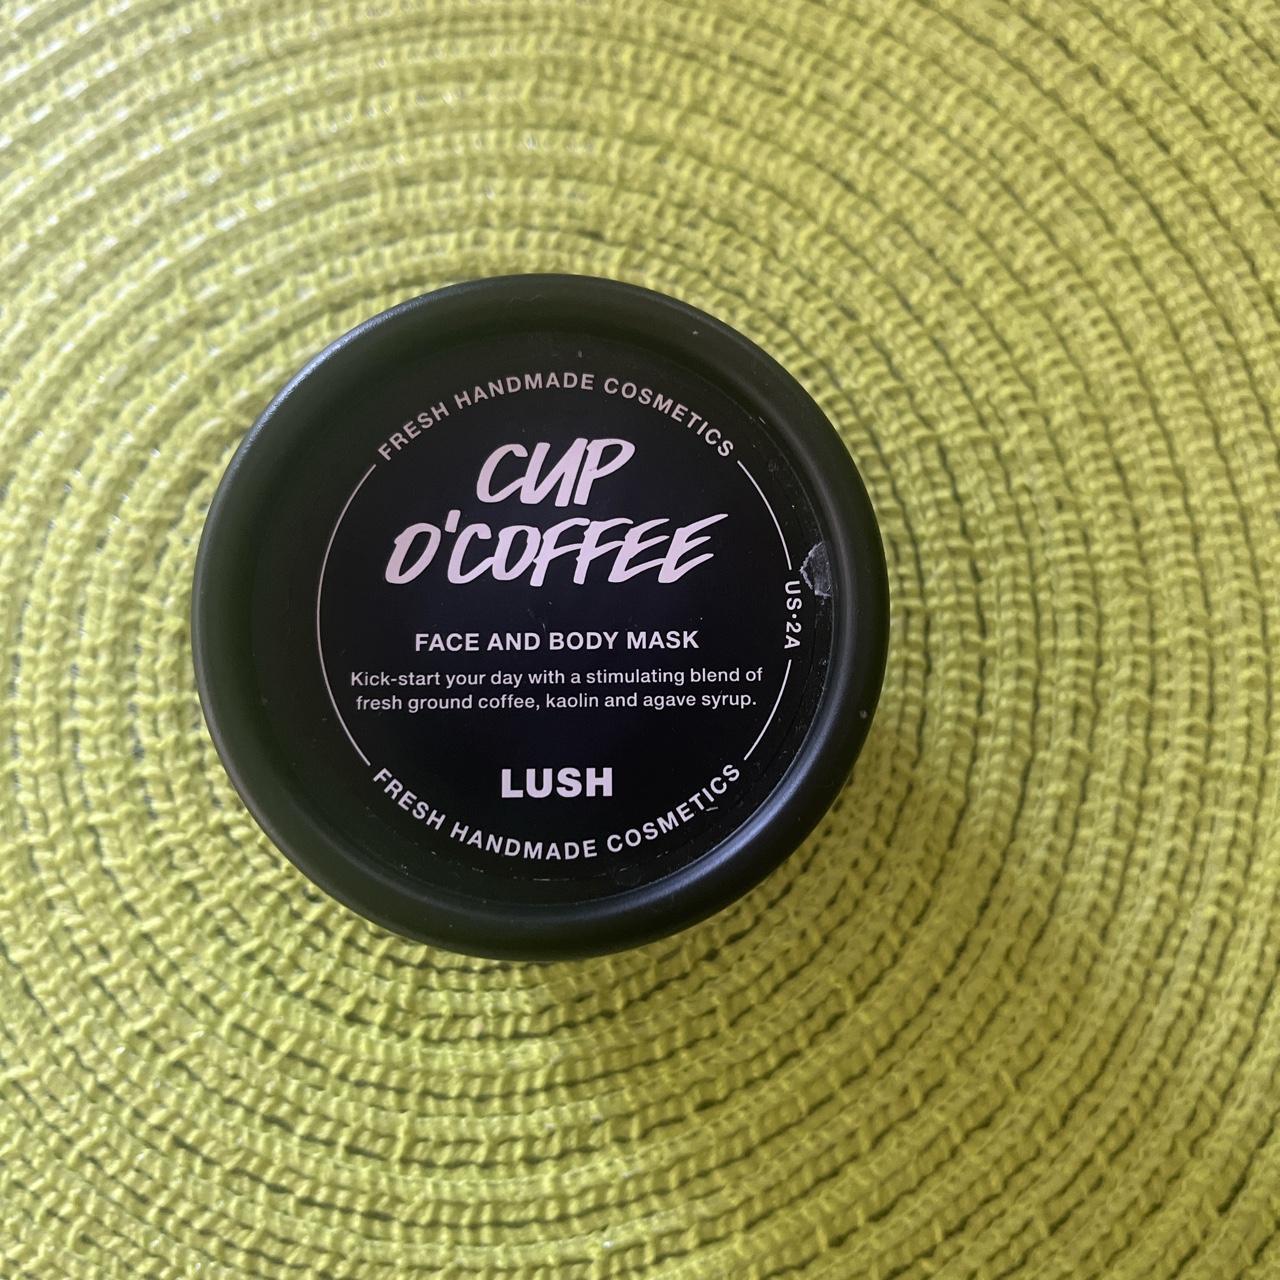 FRESH HANDMADE COSMETICS
CUP
O'COFFEE
US•2A
FACE AND BODY MASK
Kick-start your day with a stimulating blend of
fresh ground coffee, kaolin and agave syrup.
LUSH
FRESH HANDMADE COSMETICS